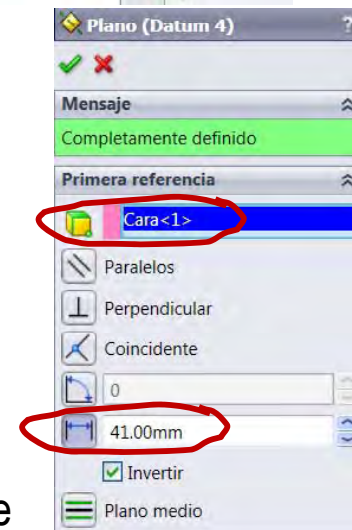 Plano (Datum 4) ?
Mensaje
Completamente definido
Primera referencia
Cara<1>
Paralelos
Perpendicular
Coincidente
0
41.00mm
Invertir
Plano medio
e